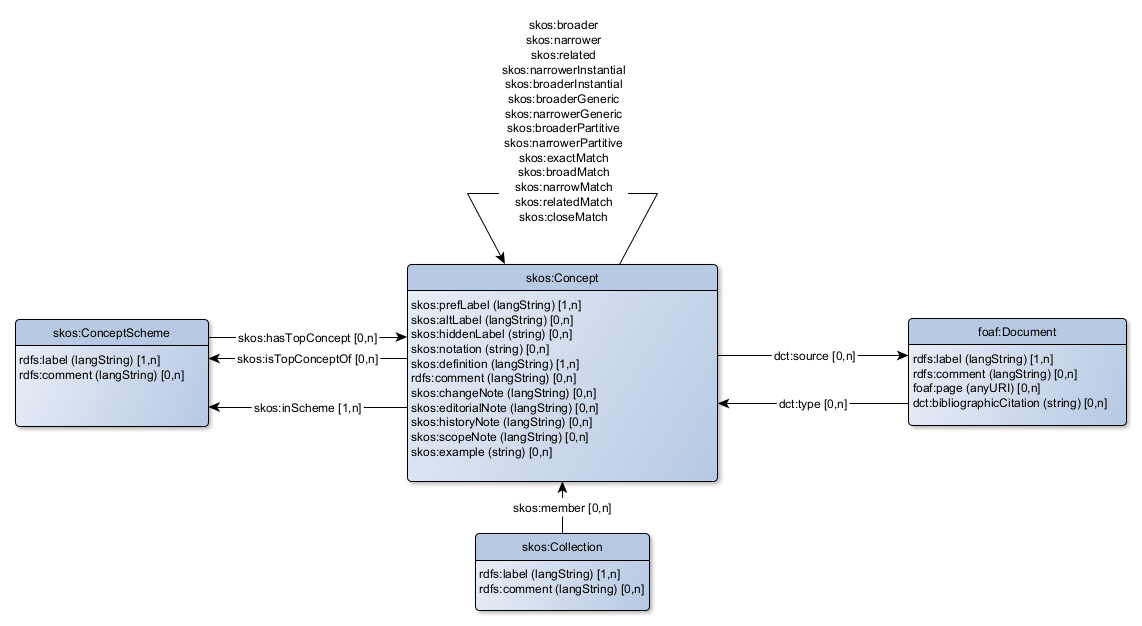 skos:broader
skos:narrower
skos:related
skos:narrowerInstantial
skos:broaderInstantial
skos:broaderGeneric
skos:narrowerGeneric
skos:broaderPartitive
skos:narrowerPartitive
skos:exactMatch
skos:broadMatch
skos:narrowMatch
skos:relatedMatch
skos:closeMatch
skos:ConceptScheme
rdfs:label (langString) [1,n]
rdfs:comment (langString) [0,n]
skos:hasTopConcept [0,n]
skos:isTopConceptOf [0,n]
skos:inScheme [1,n]
skos:Concept
skos:prefLabel (langString) [1,n]
skos:altLabel (langString) [0,n]
skos:hiddenLabel (string) [0,n]
skos:notation (string) [0,n]
skos:definition (langString) [1,n]
rdfs:comment (langString) [0,n]
skos:changeNote (langString) [0,n]
skos:editorialNote (langString) [0,n]
skos:historyNote (langString) [0,n]
skos:scopeNote (langString) [0,n]
skos:example (string) [0,n]
dct:source [0,n]
dct:type [0,n]
foaf:Document
rdfs:label (langString) [1,n]
rdfs:comment (langString) [0,n]
foaf:page (anyURI) [0,n]
dct:bibliographicCitation (string) [0,n]
skos:member [0,n]
skos:Collection
rdfs:label (langString) [1,n]
rdfs:comment (langString) [0,n]